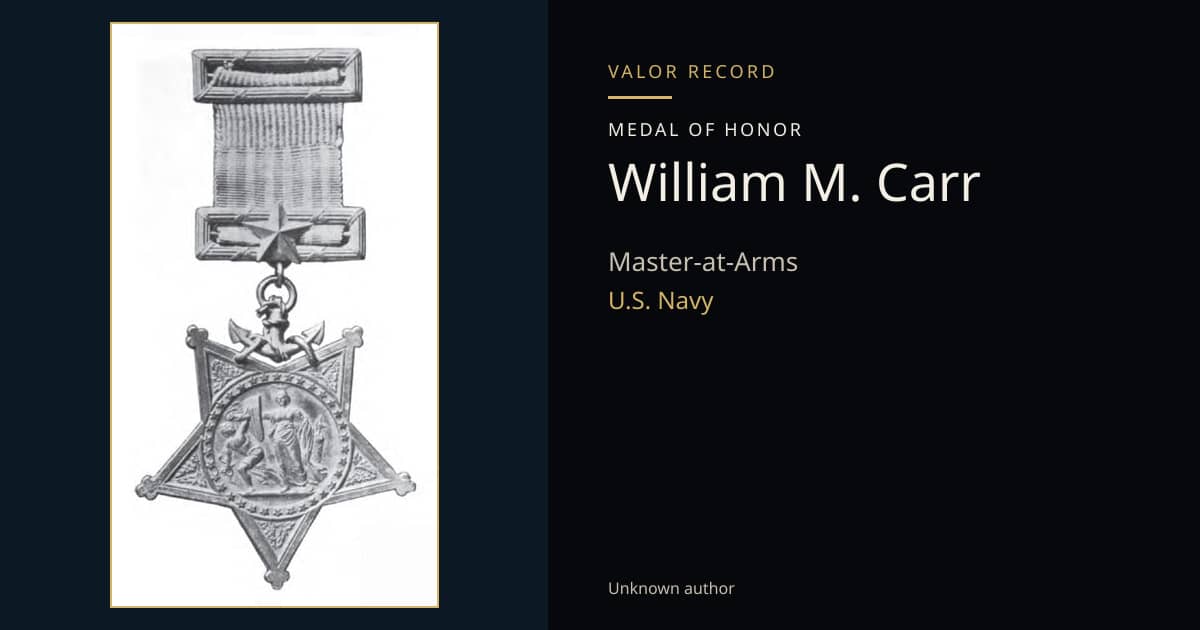 VALOR RECORD
MEDAL OF HONOR
William M. Carr
Master-at-Arms
U.S. Navy
Unknown author